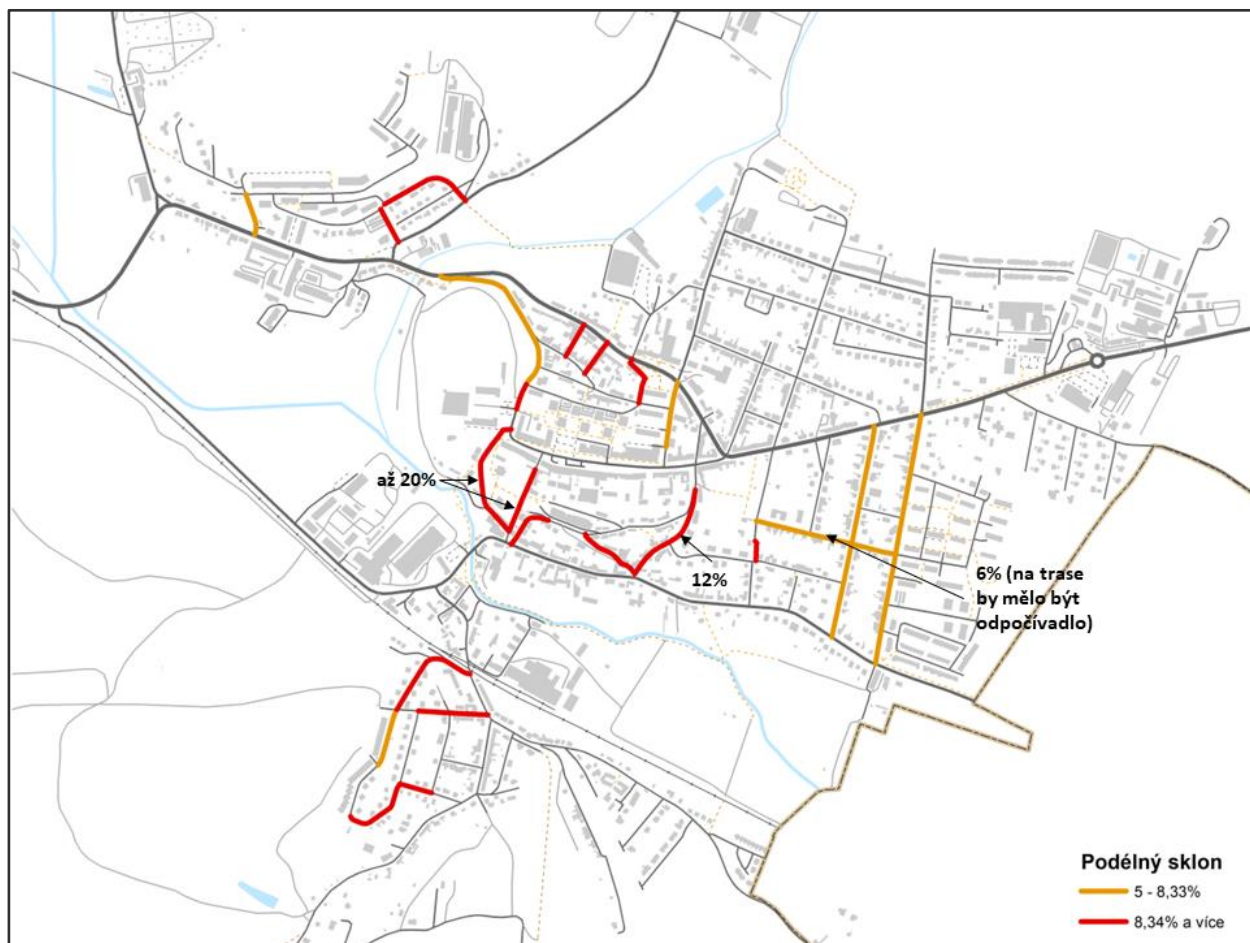 až 20%
12%
6% (na trase
by mělo být
odpočívadlo)
Podélný sklon
5 - 8,33%
8,34% a více